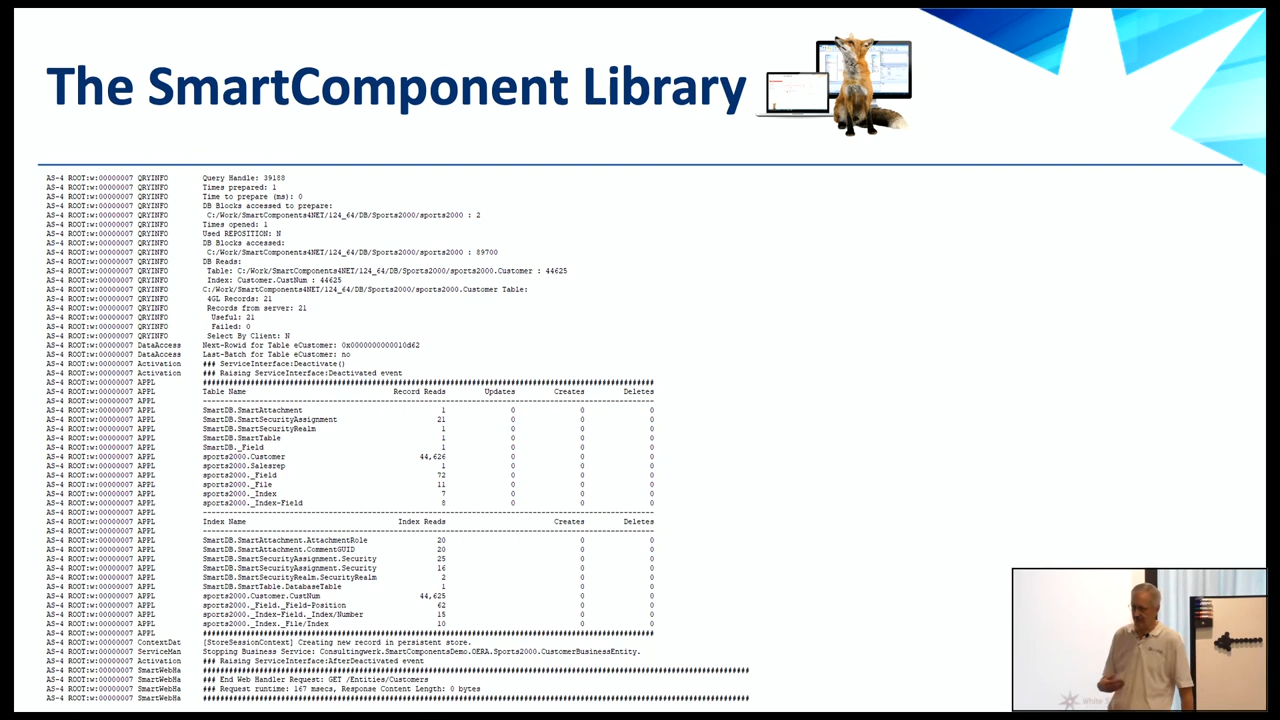 The SmartComponent Library
AS-4 ROOT:w:00000007 QRYINFO Query Handle: 39188
AS-4 ROOT:w:00000007 QRYINFO Times prepared: 1
AS-4 ROOT:w:00000007 QRYINFO Time to prepare (ms): 0
AS-4 ROOT:w:00000007 QRYINFO DB Blocks accessed to prepare:
AS-4 ROOT:w:00000007 QRYINFO C:/Work/SmartComponents4NET/124_64/DB/Sports2000/sports2000 : 2
AS-4 ROOT:w:00000007 QRYINFO Times opened: 1
AS-4 ROOT:w:00000007 QRYINFO Used REPOSITION: N
AS-4 ROOT:w:00000007 QRYINFO DB Blocks accessed:
AS-4 ROOT:w:00000007 QRYINFO C:/Work/SmartComponents4NET/124_64/DB/Sports2000/sports2000 : 89700
AS-4 ROOT:w:00000007 QRYINFO DB Reads:
AS-4 ROOT:w:00000007 QRYINFO Table: C:/Work/SmartComponents4NET/124_64/DB/Sports2000/sports2000.Customer : 44625
AS-4 ROOT:w:00000007 QRYINFO Index: Customer.CustNum : 44625
AS-4 ROOT:w:00000007 QRYINFO C:/Work/SmartComponents4NET/124_64/DB/Sports2000/sports2000.Customer Table:
AS-4 ROOT:w:00000007 QRYINFO 4GL Records: 21
AS-4 ROOT:w:00000007 QRYINFO Records from server: 21
AS-4 ROOT:w:00000007 QRYINFO Useful: 21
AS-4 ROOT:w:00000007 QRYINFO Failed: 0
AS-4 ROOT:w:00000007 QRYINFO Select By Client: N
AS-4 ROOT:w:00000007 DataAccess Next-Rowid for Table eCustomer: 0x0000000000010d62
AS-4 ROOT:w:00000007 DataAccess Last-Batch for Table eCustomer: no
AS-4 ROOT:w:00000007 Activation ### ServiceInterface:Deactivate()
AS-4 ROOT:w:00000007 Activation ### Raising ServiceInterface:Deactivated event
AS-4 ROOT:w:00000007 APPL ####################################################################################################
AS-4 ROOT:w:00000007 APPL Table Name Record Reads Updates Creates Deletes
AS-4 ROOT:w:00000007 APPL ----------------------------------------------------------------------------------------------------
AS-4 ROOT:w:00000007 APPL SmartDB.SmartAttachment 1 0 0 0
AS-4 ROOT:w:00000007 APPL SmartDB.SmartSecurityAssignment 21 0 0 0
AS-4 ROOT:w:00000007 APPL SmartDB.SmartSecurityRealm 1 0 0 0
AS-4 ROOT:w:00000007 APPL SmartDB.SmartTable 1 0 0 0
AS-4 ROOT:w:00000007 APPL SmartDB._Field 1 0 0 0
AS-4 ROOT:w:00000007 APPL sports2000.Customer 44,626 0 0 0
AS-4 ROOT:w:00000007 APPL sports2000.Salesrep 1 0 0 0
AS-4 ROOT:w:00000007 APPL sports2000._Field 72 0 0 0
AS-4 ROOT:w:00000007 APPL sports2000._File 11 0 0 0
AS-4 ROOT:w:00000007 APPL sports2000._Index 7 0 0 0
AS-4 ROOT:w:00000007 APPL sports2000._Index-Field 8 0 0 0
AS-4 ROOT:w:00000007 APPL ----------------------------------------------------------------------------------------------------
AS-4 ROOT:w:00000007 APPL Index Name Index Reads Creates Deletes
AS-4 ROOT:w:00000007 APPL ----------------------------------------------------------------------------------------------------
AS-4 ROOT:w:00000007 APPL SmartDB.SmartAttachment.AttachmentRole 20 0 0
AS-4 ROOT:w:00000007 APPL SmartDB.SmartAttachment.CommentGUID 20 0 0
AS-4 ROOT:w:00000007 APPL SmartDB.SmartSecurityAssignment.Security 25 0 0
AS-4 ROOT:w:00000007 APPL SmartDB.SmartSecurityAssignment.Security 16 0 0
AS-4 ROOT:w:00000007 APPL SmartDB.SmartSecurityRealm.SecurityRealm 2 0 0
AS-4 ROOT:w:00000007 APPL SmartDB.SmartTable.DatabaseTable 1 0 0
AS-4 ROOT:w:00000007 APPL sports2000.Customer.CustNum 44,625 0 0
AS-4 ROOT:w:00000007 APPL sports2000._Field._Field-Position 62 0 0
AS-4 ROOT:w:00000007 APPL sports2000._Index-Field._Index/Number 15 0 0
AS-4 ROOT:w:00000007 APPL sports2000._Index._File/Index 10 0 0
AS-4 ROOT:w:00000007 APPL ####################################################################################################
AS-4 ROOT:w:00000007 ContextDat [StoreSessionContext] Creating new record in persistent store.
AS-4 ROOT:w:00000007 ServiceMan Stopping Business Service: Consultingwerk.SmartComponentsDemo.OERA.Sports2000.CustomerBusinessEntity.
AS-4 ROOT:w:00000007 Activation ### Raising ServiceInterface:AfterDeactivated event
AS-4 ROOT:w:00000007 SmartWebHa #########################################################################################################################
AS-4 ROOT:w:00000007 SmartWebHa ### End Web Handler Request: GET /Entities/Customers
AS-4 ROOT:w:00000007 SmartWebHa ### Request runtime: 167 msecs, Response Content Length: 0 bytes
AS-4 ROOT:w:00000007 SmartWebHa #########################################################################################################################
White